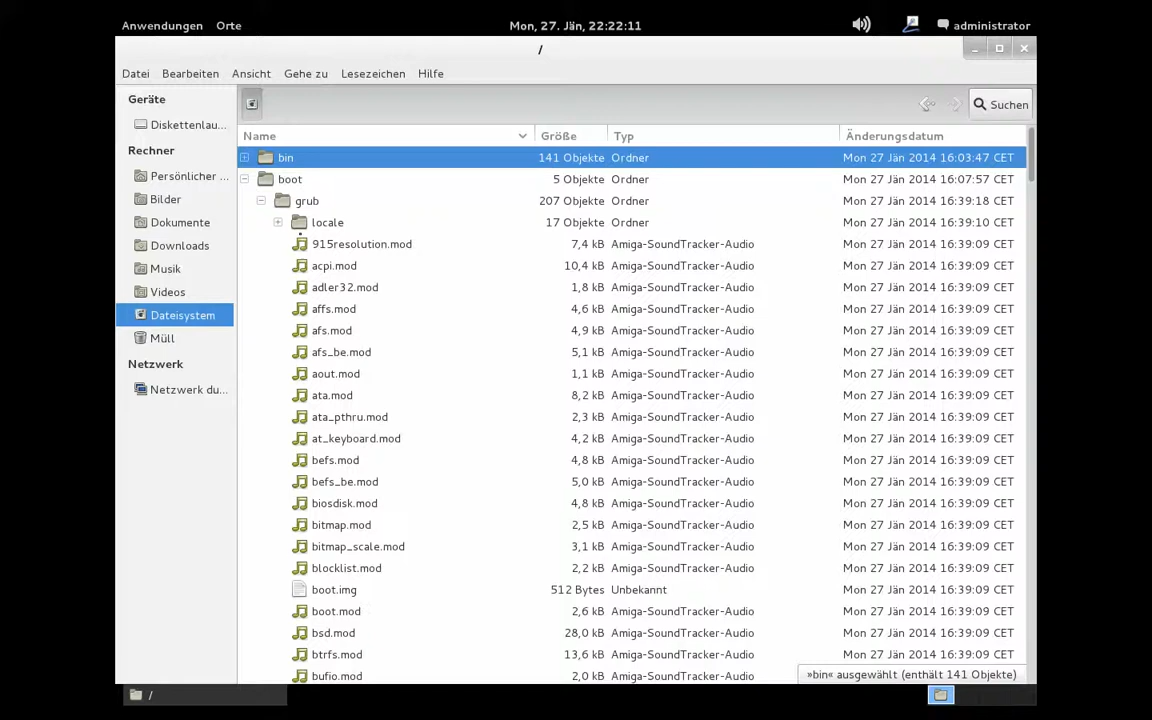 Anwendungen Orte Mon, 27. Jän, 22:22:11 administrator
/
Datei Bearbeiten Ansicht Gehe zu Lesezeichen Hilfe
Geräte
Diskettenlau...
Rechner
Persönlicher ...
Bilder
Dokumente
Downloads
Musik
Videos
Dateisystem
Müll
Netzwerk
Netzwerk du...
Suchen
Name Größe Typ Änderungsdatum
bin 141 Objekte Ordner Mon 27 Jän 2014 16:03:47 CET
boot 5 Objekte Ordner Mon 27 Jän 2014 16:07:57 CET
grub 207 Objekte Ordner Mon 27 Jän 2014 16:39:18 CET
locale 17 Objekte Ordner Mon 27 Jän 2014 16:39:10 CET
915resolution.mod 7,4 kB Amiga-SoundTracker-Audio Mon 27 Jän 2014 16:39:09 CET
acpi.mod 10,4 kB Amiga-SoundTracker-Audio Mon 27 Jän 2014 16:39:09 CET
adler32.mod 1,8 kB Amiga-SoundTracker-Audio Mon 27 Jän 2014 16:39:09 CET
affs.mod 4,6 kB Amiga-SoundTracker-Audio Mon 27 Jän 2014 16:39:09 CET
afs.mod 4,9 kB Amiga-SoundTracker-Audio Mon 27 Jän 2014 16:39:09 CET
afs_be.mod 5,1 kB Amiga-SoundTracker-Audio Mon 27 Jän 2014 16:39:09 CET
aout.mod 1,1 kB Amiga-SoundTracker-Audio Mon 27 Jän 2014 16:39:09 CET
ata.mod 8,2 kB Amiga-SoundTracker-Audio Mon 27 Jän 2014 16:39:09 CET
ata_pthru.mod 2,3 kB Amiga-SoundTracker-Audio Mon 27 Jän 2014 16:39:09 CET
at_keyboard.mod 4,2 kB Amiga-SoundTracker-Audio Mon 27 Jän 2014 16:39:09 CET
befs.mod 4,8 kB Amiga-SoundTracker-Audio Mon 27 Jän 2014 16:39:09 CET
befs_be.mod 5,0 kB Amiga-SoundTracker-Audio Mon 27 Jän 2014 16:39:09 CET
biosdisk.mod 4,8 kB Amiga-SoundTracker-Audio Mon 27 Jän 2014 16:39:09 CET
bitmap.mod 2,5 kB Amiga-SoundTracker-Audio Mon 27 Jän 2014 16:39:09 CET
bitmap_scale.mod 3,1 kB Amiga-SoundTracker-Audio Mon 27 Jän 2014 16:39:09 CET
blocklist.mod 2,2 kB Amiga-SoundTracker-Audio Mon 27 Jän 2014 16:39:09 CET
boot.img 512 Bytes Unbekannt Mon 27 Jän 2014 16:39:09 CET
boot.mod 2,6 kB Amiga-SoundTracker-Audio Mon 27 Jän 2014 16:39:09 CET
bsd.mod 28,0 kB Amiga-SoundTracker-Audio Mon 27 Jän 2014 16:39:09 CET
btrfs.mod 13,6 kB Amiga-SoundTracker-Audio Mon 27 Jän 2014 16:39:09 CET
bufio.mod 2,0 kB Amiga-SoundTracker-Audio
»bin« ausgewählt (enthält 141 Objekte)
/